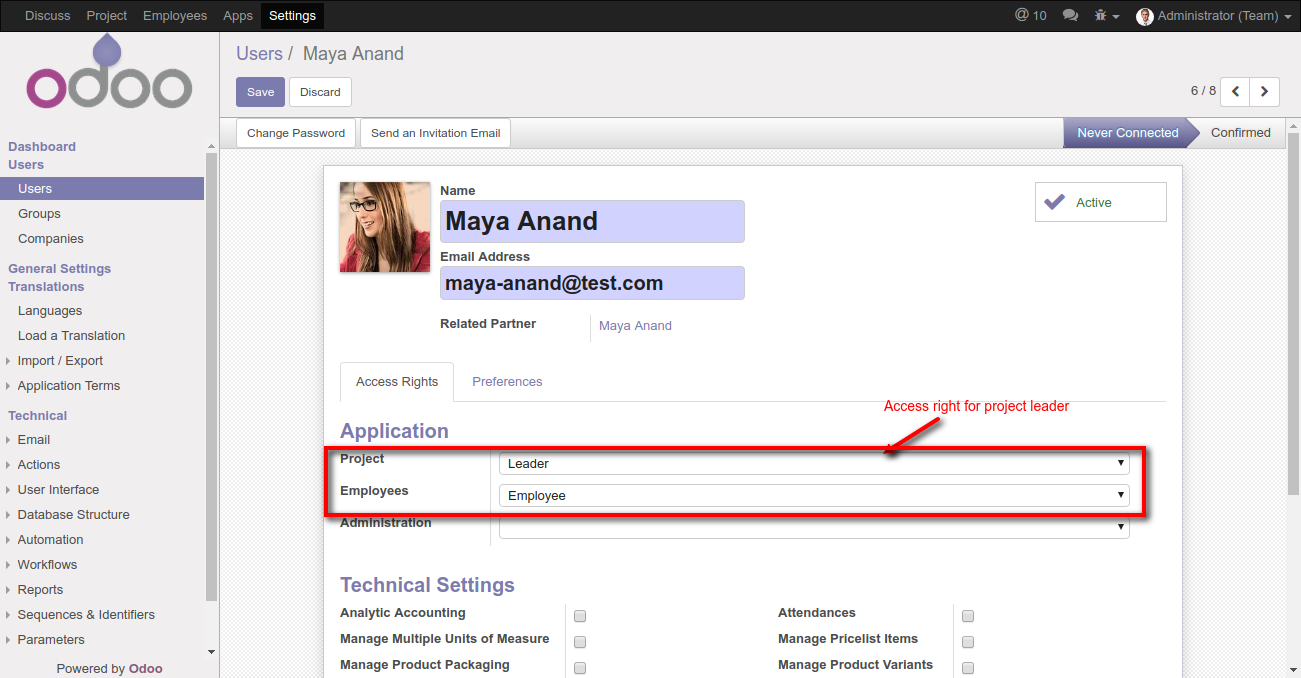 Discuss Project Employees Apps Settings @ 10 Administrator (Team)
odoo
Users / Maya Anand
Save Discard
6 / 8
Change Password Send an Invitation Email
Never Connected Confirmed
Dashboard
Users
Users
Groups
Companies
General Settings
Translations
Languages
Load a Translation
Import / Export
Application Terms
Technical
Email
Actions
User Interface
Database Structure
Automation
Workflows
Reports
Sequences & Identifiers
Parameters
Powered by Odoo
Name
Maya Anand
Active
Email Address
maya-anand@test.com
Related Partner Maya Anand
Access Rights Preferences
Access right for project leader
Application
Project Leader
Employees Employee
Administration
Technical Settings
Analytic Accounting Attendances
Manage Multiple Units of Measure Manage Pricelist Items
Manage Product Packaging Manage Product Variants